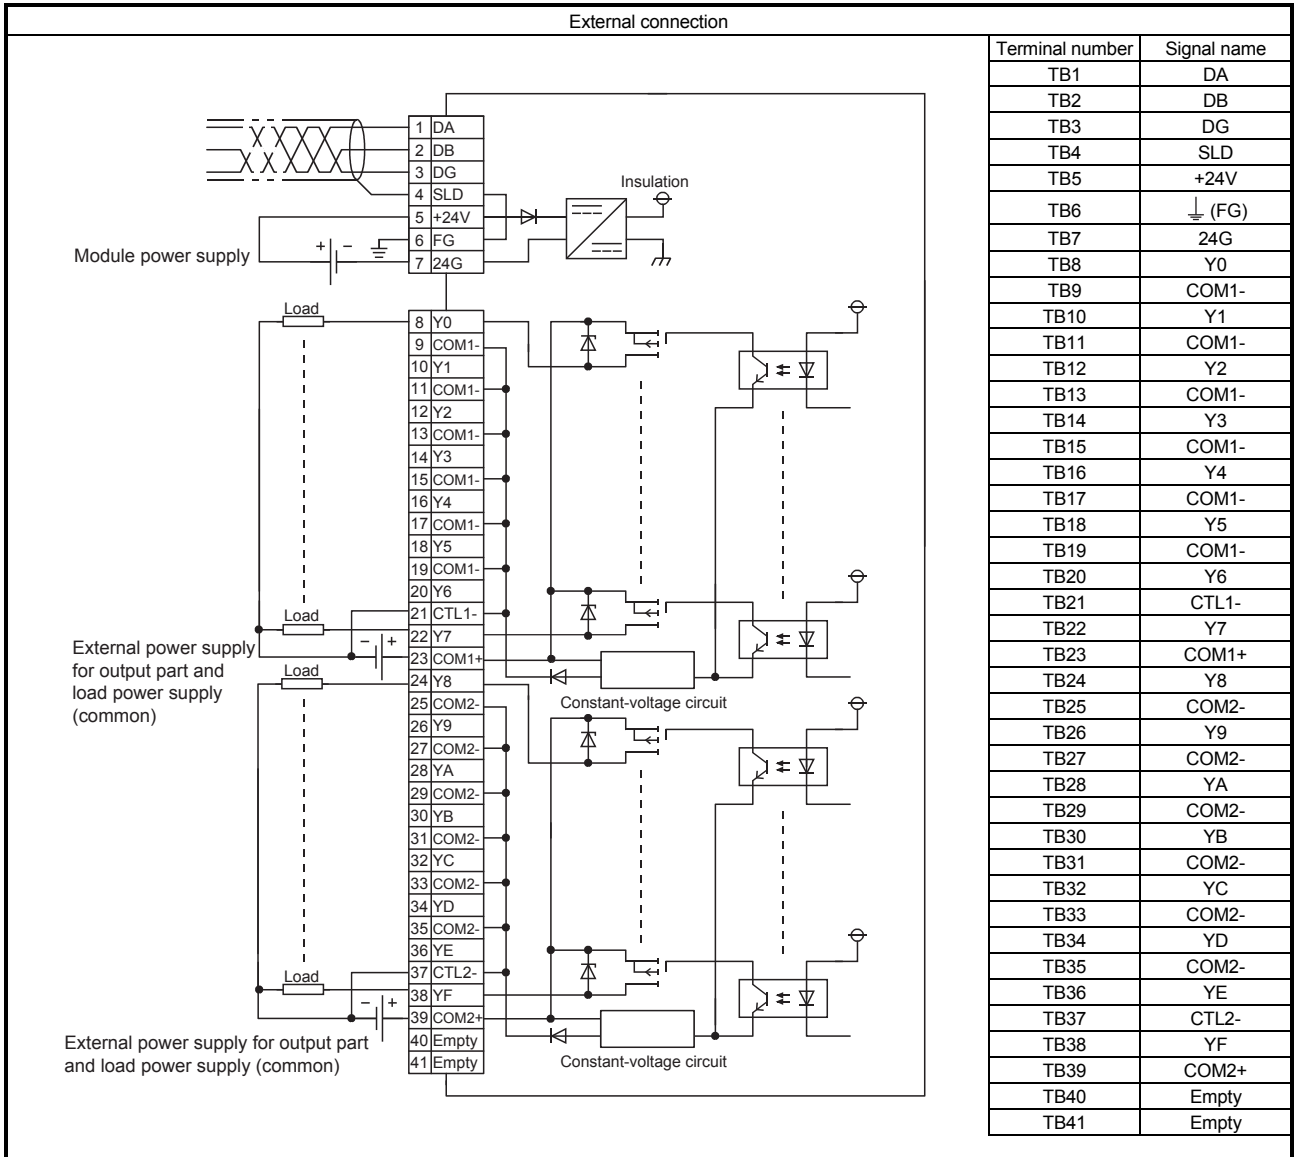 External connection
Terminal number Signal name
TB1 DA
TB2 DB
TB3 DG
TB4 SLD
TB5 +24V
TB6 ⏚ (FG)
TB7 24G
TB8 Y0
TB9 COM1-
TB10 Y1
TB11 COM1-
TB12 Y2
TB13 COM1-
TB14 Y3
TB15 COM1-
TB16 Y4
TB17 COM1-
TB18 Y5
TB19 COM1-
TB20 Y6
TB21 CTL1-
TB22 Y7
TB23 COM1+
TB24 Y8
TB25 COM2-
TB26 Y9
TB27 COM2-
TB28 YA
TB29 COM2-
TB30 YB
TB31 COM2-
TB32 YC
TB33 COM2-
TB34 YD
TB35 COM2-
TB36 YE
TB37 CTL2-
TB38 YF
TB39 COM2+
TB40 Empty
TB41 Empty
1 DA
2 DB
3 DG
4 SLD
5 +24V
6 FG
7 24G
Insulation
Module power supply
+ -
8 Y0
9 COM1-
10 Y1
11 COM1-
12 Y2
13 COM1-
14 Y3
15 COM1-
16 Y4
17 COM1-
18 Y5
19 COM1-
20 Y6
21 CTL1-
22 Y7
23 COM1+
24 Y8
25 COM2-
26 Y9
27 COM2-
28 YA
29 COM2-
30 YB
31 COM2-
32 YC
33 COM2-
34 YD
35 COM2-
36 YE
37 CTL2-
38 YF
39 COM2+
40 Empty
41 Empty
Load
Load
- +
External power supply
for output part and
load power supply
(common)
Load
Constant-voltage circuit
Load
- +
External power supply for output part
and load power supply (common)
Constant-voltage circuit